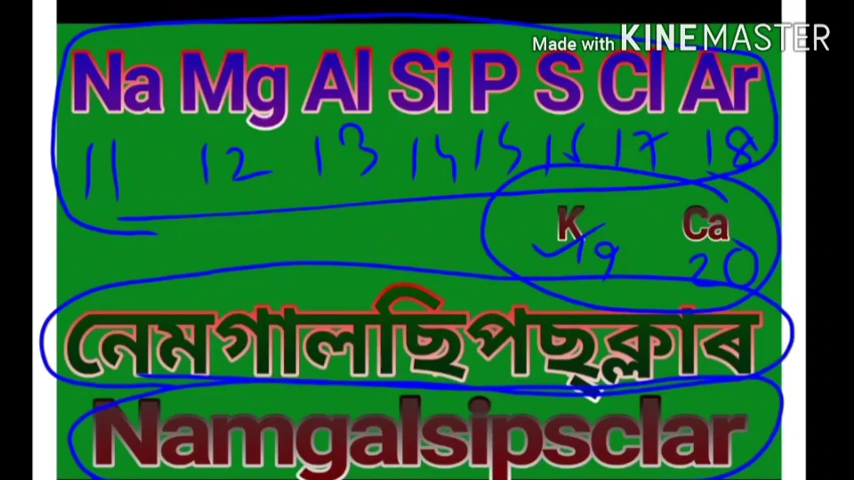 Made with KINEMASTER
Na Mg Al Si P S Cl Ar
11 12 13 14 15 16 17 18
K Ca
19 20
নেমগালছিপছুক্লাৰ
Namgalsipsclar